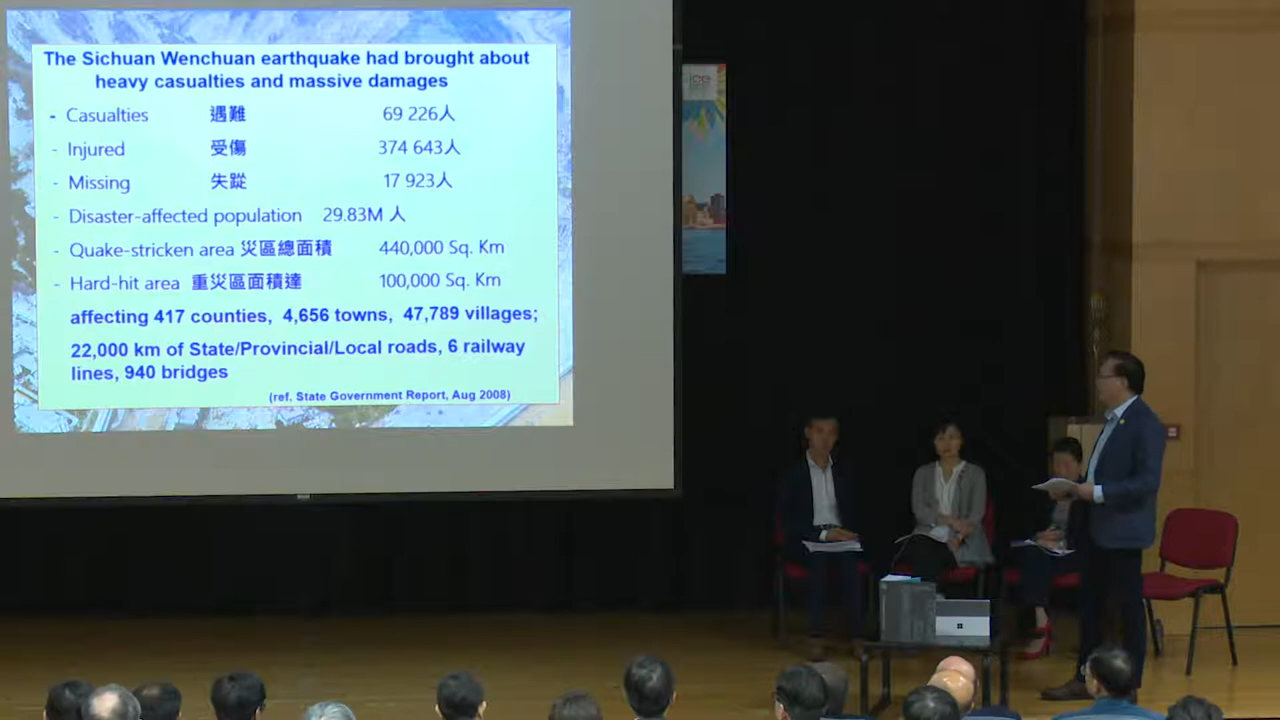 The Sichuan Wenchuan earthquake had brought about
heavy casualties and massive damages
- Casualties 遇難 69 226人
- Injured 受傷 374 643人
- Missing 失蹤 17 923人
- Disaster-affected population 29.83M 人
- Quake-stricken area 災區總面積 440,000 Sq. Km
- Hard-hit area 重災區面積達 100,000 Sq. Km
affecting 417 counties, 4,656 towns, 47,789 villages;
22,000 km of State/Provincial/Local roads, 6 railway
lines, 940 bridges
(ref. State Government Report, Aug 2008)
ice